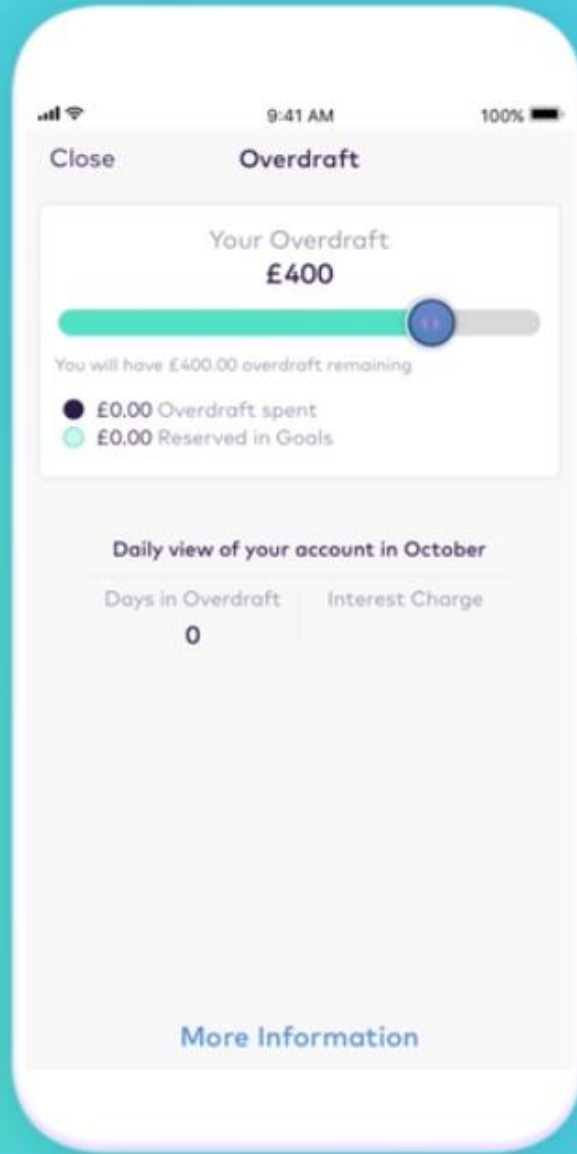 9:41 AM 100%
Close Overdraft
Your Overdraft
£400
You will have £400.00 overdraft remaining
£0.00 Overdraft spent
£0.00 Reserved in Goals
Daily view of your account in October
Days in Overdraft Interest Charge
0
More Information